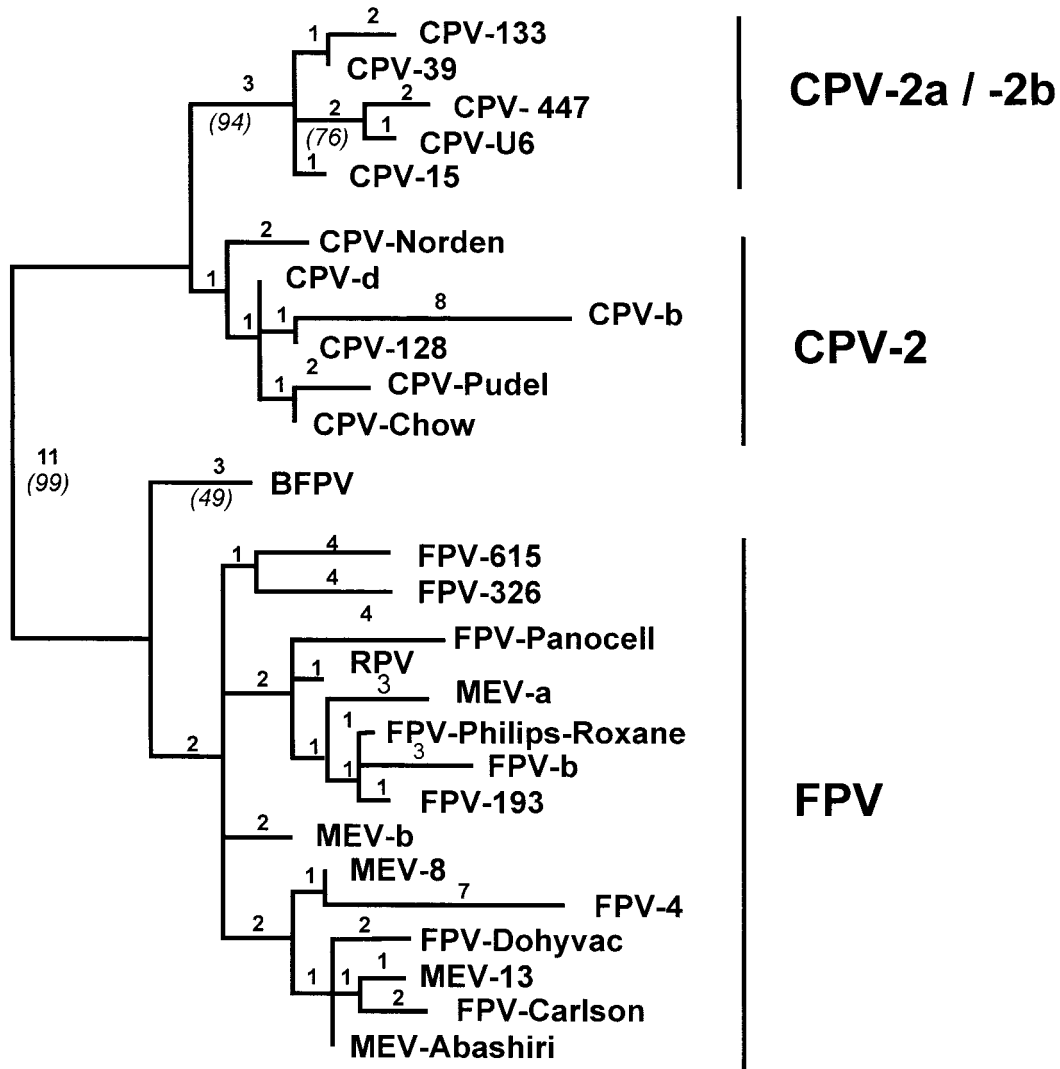 2
1
CPV-133
CPV-39
3
(94)
2
2
CPV- 447
(76)
1
CPV-U6
1
CPV-15
CPV-2a / -2b
2
CPV-Norden
1
CPV-d
8
1
1
CPV-b
CPV-128
2
1
CPV-Pudel
CPV-Chow
CPV-2
11
(99)
3
(49)
BFPV
1
4
FPV-615
4
FPV-326
4
FPV-Panocell
2
1
RPV
3
MEV-a
1
FPV-Philips-Roxane
1
3
1
FPV-b
1
FPV-193
2
2
MEV-b
1
MEV-8
7
FPV-4
2
2
FPV-Dohyvac
1
1
1
MEV-13
2
FPV-Carlson
MEV-Abashiri
FPV